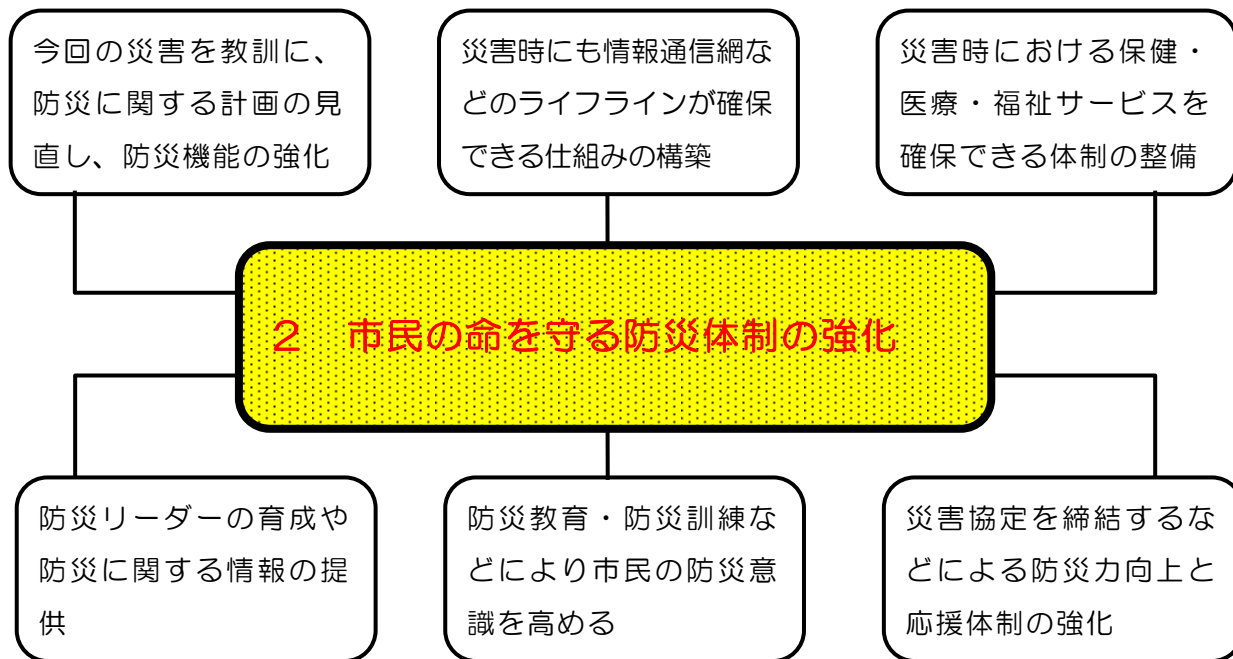 今回の災害を教訓に、
防災に関する計画の見
直し、防災機能の強化
災害時にも情報通信網な
どのライフラインが確保
できる仕組みの構築
災害時における保健・
医療・福祉サービスを
確保できる体制の整備
２　市民の命を守る防災体制の強化
防災リーダーの育成や
防災に関する情報の提
供
防災教育・防災訓練な
どにより市民の防災意
識を高める
災害協定を締結するな
どによる防災力向上と
応援体制の強化